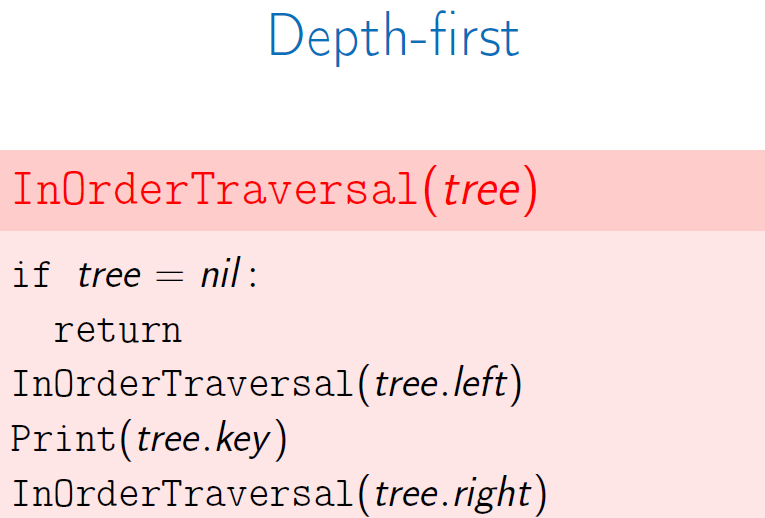 Depth-first
InOrderTraversal(tree)
if tree = nil:
return
InOrderTraversal(tree.left)
Print(tree.key)
InOrderTraversal(tree.right)